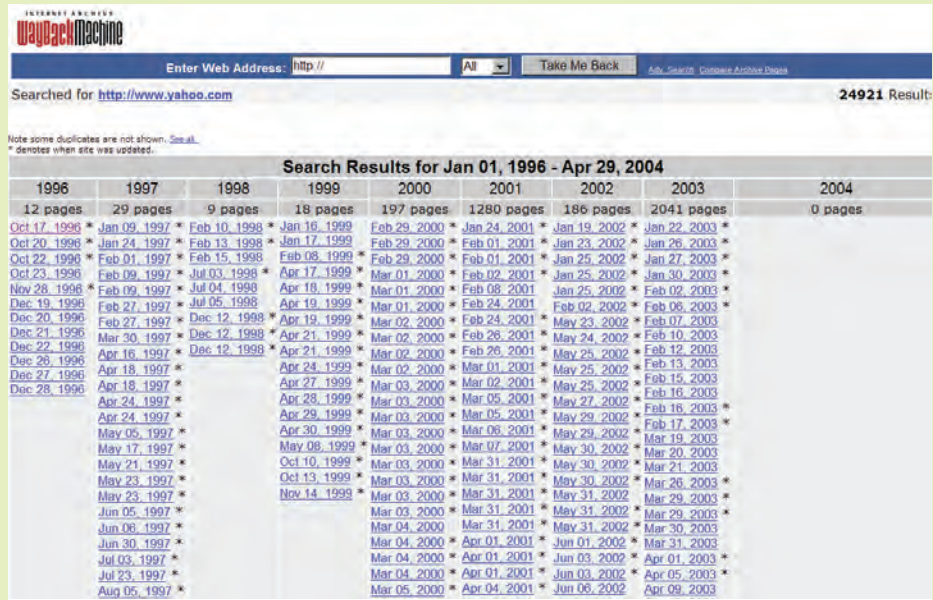 INTERNET ARCHIVE
WayBackMachine
Enter Web Address: http:// All Take Me Back Adv. Search Compare Archive Pages
Searched for http://www.yahoo.com 24921 Result
Note some duplicates are not shown. See all.
* denotes when site was updated.
Search Results for Jan 01, 1996 - Apr 29, 2004
1996 1997 1998 1999 2000 2001 2002 2003 2004
12 pages 29 pages 9 pages 18 pages 197 pages 1280 pages 186 pages 2041 pages 0 pages
Oct 17, 1996 * Jan 09, 1997 * Feb 10, 1998 * Jan 16, 1999 Feb 29, 2000 * Jan 24, 2001 * Jan 19, 2002 * Jan 22, 2003 *
Oct 20, 1996 * Jan 24, 1997 * Feb 13, 1998 * Jan 17, 1999 Feb 29, 2000 * Feb 01, 2001 * Jan 23, 2002 * Jan 26, 2003 *
Oct 22, 1996 * Feb 01, 1997 * Feb 15, 1998 Feb 08, 1999 * Feb 29, 2000 * Feb 01, 2001 * Jan 25, 2002 * Jan 27, 2003 *
Oct 23, 1996 Feb 09, 1997 * Jul 03, 1998 * Apr 17, 1999 * Mar 01, 2000 * Feb 02, 2001 * Jan 25, 2002 * Jan 30, 2003 *
Nov 28, 1996 * Feb 09, 1997 * Jul 04, 1998 Apr 18, 1999 * Mar 01, 2000 * Feb 08, 2001 Jan 25, 2002 * Feb 02, 2003 *
Dec 19, 1996 Feb 27, 1997 * Jul 05, 1998 Apr 19, 1999 * Mar 01, 2000 * Feb 24, 2001 Feb 02, 2002 * Feb 06, 2003 *
Dec 20, 1996 Feb 27, 1997 * Dec 12, 1998 * Apr 19, 1999 * Mar 02, 2000 * Feb 24, 2001 * May 23, 2002 * Feb 07, 2003
Dec 21, 1996 Mar 30, 1997 * Dec 12, 1998 * Apr 21, 1999 * Mar 02, 2000 * Feb 26, 2001 * May 24, 2002 * Feb 10, 2003
Dec 22, 1996 Apr 16, 1997 * Dec 12, 1998 * Apr 21, 1999 * Mar 02, 2000 * Feb 26, 2001 * May 25, 2002 * Feb 12, 2003
Dec 26, 1996 Apr 18, 1997 * Apr 24, 1999 * Mar 02, 2000 * Mar 01, 2001 * May 25, 2002 * Feb 13, 2003
Dec 27, 1996 Apr 18, 1997 * Apr 27, 1999 * Mar 03, 2000 * Mar 02, 2001 * May 25, 2002 * Feb 15, 2003
Dec 28, 1996 Apr 24, 1997 * Apr 28, 1999 * Mar 03, 2000 * Mar 05, 2001 * May 27, 2002 * Feb 16, 2003
Apr 24, 1997 * Apr 29, 1999 * Mar 03, 2000 * Mar 05, 2001 * May 29, 2002 * Feb 16, 2003 *
May 05, 1997 * Apr 30, 1999 * Mar 03, 2000 * Mar 06, 2001 * May 29, 2002 * Feb 17, 2003 *
May 17, 1997 * May 08, 1999 * Mar 03, 2000 * Mar 07, 2001 * May 30, 2002 * Mar 19, 2003
May 21, 1997 * Oct 10, 1999 * Mar 03, 2000 * Mar 31, 2001 * May 30, 2002 * Mar 20, 2003
May 23, 1997 * Oct 13, 1999 * Mar 03, 2000 * Mar 31, 2001 * May 30, 2002 * Mar 21, 2003
May 23, 1997 * Nov 14, 1999 * Mar 03, 2000 * Mar 31, 2001 * May 31, 2002 Mar 26, 2003 *
Jun 05, 1997 * Mar 03, 2000 * Mar 31, 2001 * May 31, 2002 * Mar 29, 2003 *
Jun 06, 1997 * Mar 04, 2000 Mar 31, 2001 * May 31, 2002 * Mar 29, 2003 *
Jun 30, 1997 * Mar 04, 2000 * Apr 01, 2001 * Jun 01, 2002 * Mar 30, 2003
Jul 03, 1997 * Mar 04, 2000 * Apr 01, 2001 * Jun 03, 2002 * Mar 31, 2003
Jul 23, 1997 * Mar 04, 2000 * Apr 01, 2001 * Jun 03, 2002 * Apr 01, 2003 *
Aug 05, 1997 * Mar 05, 2000 * Apr 04, 2001 * Jun 06, 2002 Apr 05, 2003 *
Apr 09, 2003